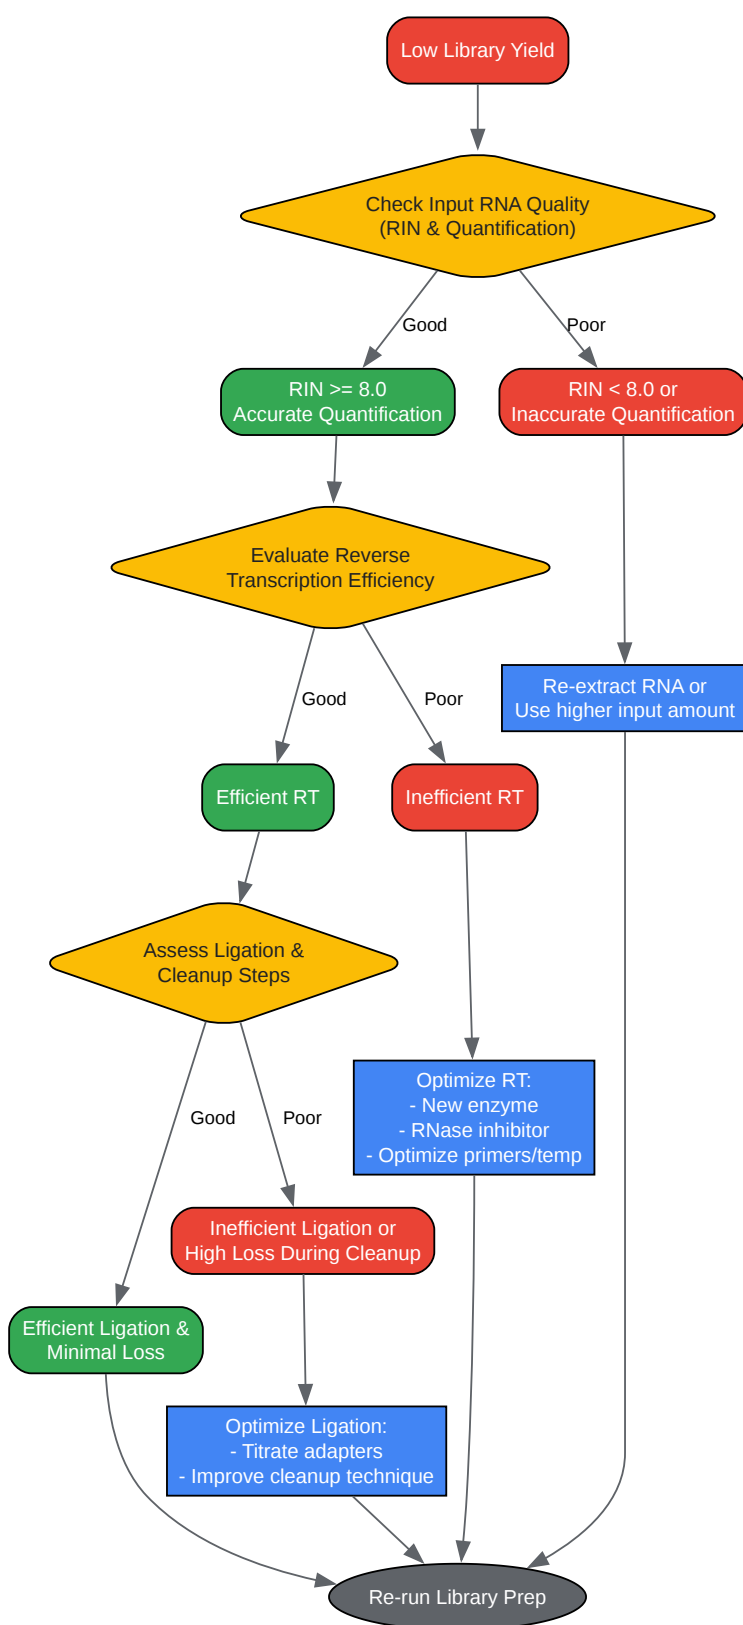 Low Library Yield
Check Input RNA Quality
(RIN & Quantification)
Good
Poor
RIN >= 8.0
Accurate Quantification
RIN < 8.0 or
Inaccurate Quantification
Evaluate Reverse
Transcription Efficiency
Good
Poor
Re-extract RNA or
Use higher input amount
Efficient RT
Inefficient RT
Assess Ligation &
Cleanup Steps
Optimize RT:
- New enzyme
- RNase inhibitor
- Optimize primers/temp
Good
Poor
Inefficient Ligation or
High Loss During Cleanup
Efficient Ligation &
Minimal Loss
Optimize Ligation:
- Titrate adapters
- Improve cleanup technique
Re-run Library Prep